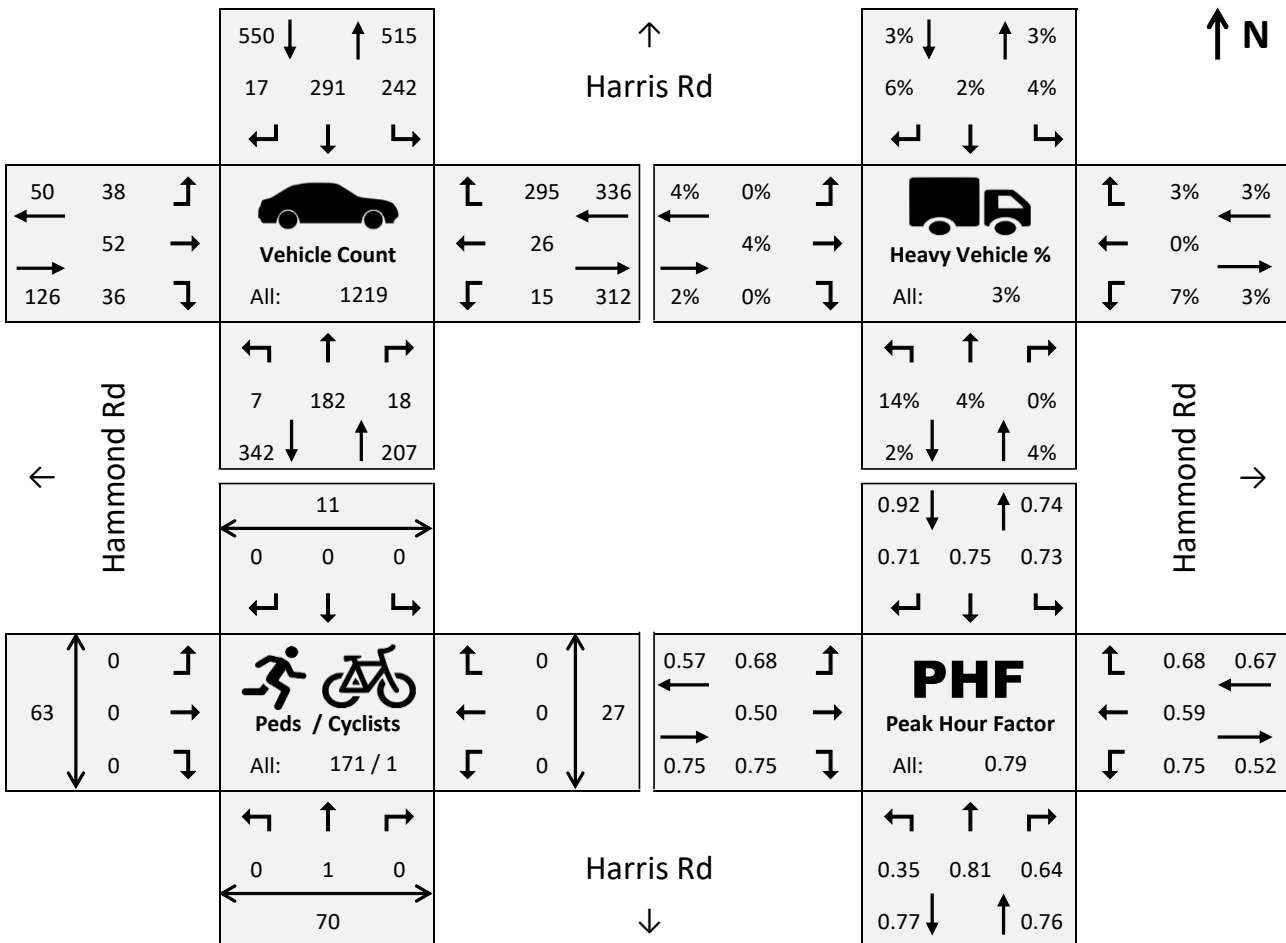 550 515 3% 3% N
Harris Rd
17 291 242 6% 2% 4%
50 38 295 336 4% 0% 3% 3%
52 Vehicle Count 26 4% Heavy Vehicle % 0%
126 36 All: 1219 15 312 2% 0% All: 3% 7% 3%
7 182 18 14% 4% 0%
342 207 2% 4%
Hammond Rd
Hammond Rd
11 0.92 0.74
0 0 0 0.71 0.75 0.73
0 0 0.57 0.68 PHF 0.68 0.67
63 0 Peds / Cyclists 0 27 0.50 Peak Hour Factor 0.59
0 All: 171 / 1 0 0.75 0.75 All: 0.79 0.75 0.52
0 1 0 0.35 0.81 0.64
Harris Rd
70 0.77 0.76